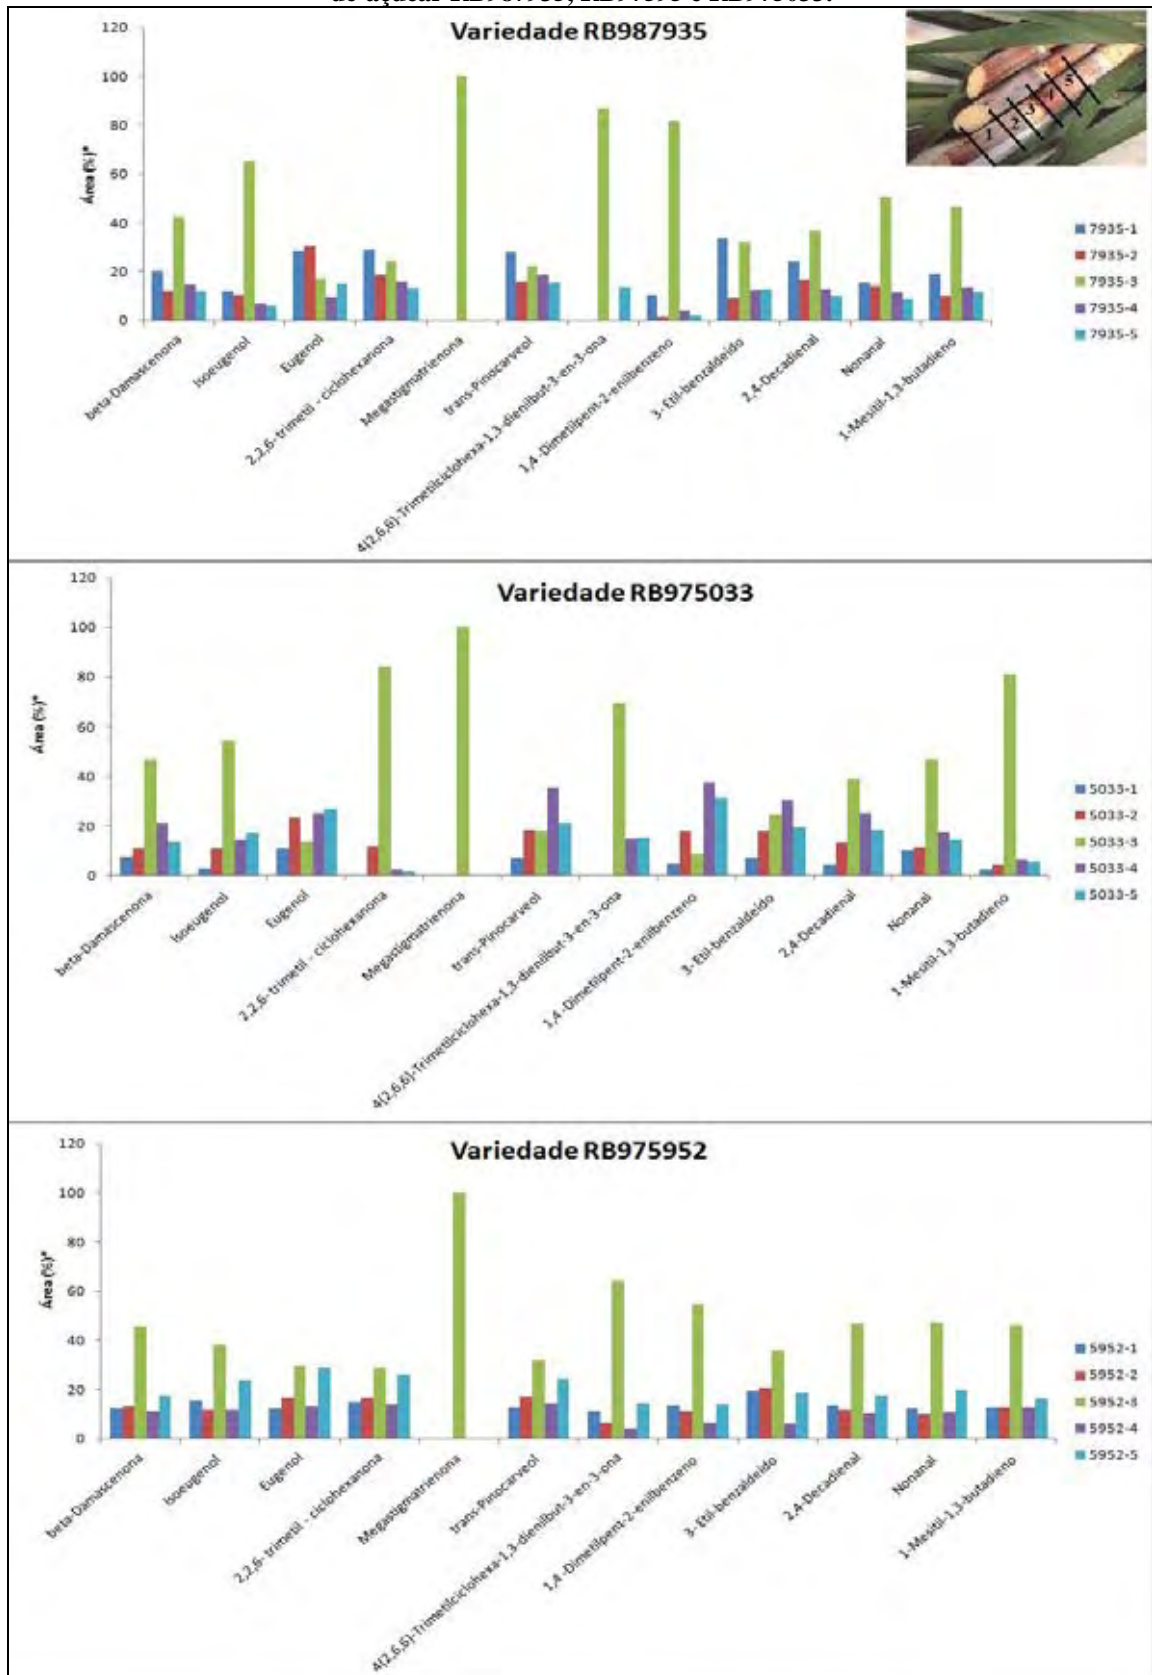 de açúcar RB987935, e RB975033.
Variedade RB987935
120
100
80
60
40
20
0
Área (%)*
1 2 3 4 5
7935-1
7935-2
7935-3
7935-4
7935-5
beta-Damascenona
Isoeugenol
Eugenol
2,2,6- trimetil - ciclohexanona
Megastigmatrienona
trans-Pinocarveol
4(2,6,6)-Trimetilciclohexa-1,3-dienilbut-3-en-3-ona
1,4 -Dimetilpent-2-enilbenzeno
3- Etil-benzaldeído
2,4-Decadienal
Nonanal
1-Mesitil-1,3-butadieno
Variedade RB975033
120
100
80
60
40
20
0
Área (%)*
5033-1
5033-2
5033-3
5033-4
5033-5
beta-Damascenona
Isoeugenol
Eugenol
2,2,6- trimetil - ciclohexanona
Megastigmatrienona
trans-Pinocarveol
4(2,6,6)-Trimetilciclohexa-1,3-dienilbut-3-en-3-ona
1,4 -Dimetilpent-2-enilbenzeno
3- Etil-benzaldeído
2,4-Decadienal
Nonanal
1-Mesitil-1,3-butadieno
Variedade RB975952
120
100
80
60
40
20
0
Área (%)*
5952-1
5952-2
5952-3
5952-4
5952-5
beta-Damascenona
Isoeugenol
Eugenol
2,2,6- trimetil - ciclohexanona
Megastigmatrienona
trans-Pinocarveol
4(2,6,6)-Trimetilciclohexa-1,3-dienilbut-3-en-3-ona
1,4 -Dimetilpent-2-enilbenzeno
3- Etil-benzaldeído
2,4-Decadienal
Nonanal
1-Mesitil-1,3-butadieno